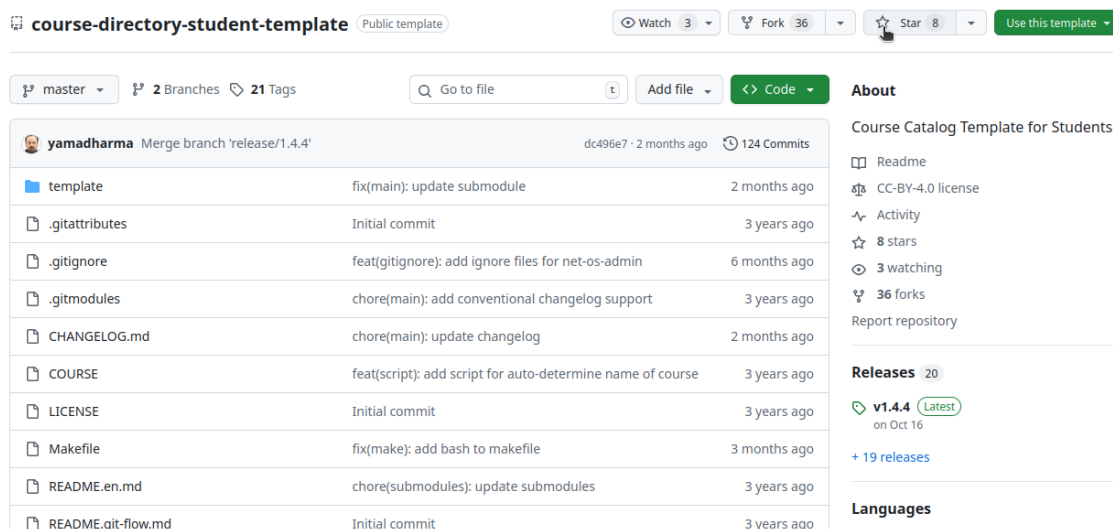 course-directory-student-template Public template Watch 3 Fork 36 Star 8 Use this template
master 2 Branches 21 Tags Go to file t Add file Code
yamadharma Merge branch 'release/1.4.4' dc496e7 · 2 months ago 124 Commits
template fix(main): update submodule 2 months ago
.gitattributes Initial commit 3 years ago
.gitignore feat(gitignore): add ignore files for net-os-admin 6 months ago
.gitmodules chore(main): add conventional changelog support 3 years ago
CHANGELOG.md chore(main): update changelog 2 months ago
COURSE feat(script): add script for auto-determine name of course 3 years ago
LICENSE Initial commit 3 years ago
Makefile fix(make): add bash to makefile 3 months ago
README.en.md chore(submodules): update submodules 3 years ago
README.git-flow.md Initial commit 3 years ago
About
Course Catalog Template for Students
Readme
CC-BY-4.0 license
Activity
8 stars
3 watching
36 forks
Report repository
Releases 20
v1.4.4 Latest
on Oct 16
+ 19 releases
Languages